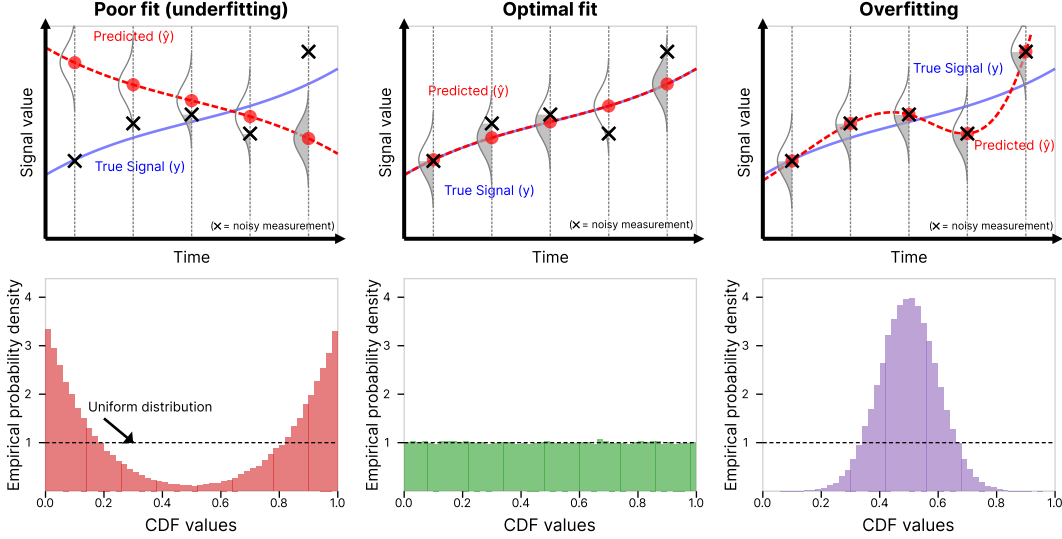 Poor fit (underfitting)
Signal value
Predicted (ŷ)
True Signal (y)
(× = noisy measurement)
Time
Optimal fit
Signal value
Predicted (ŷ)
True Signal (y)
(× = noisy measurement)
Time
Overfitting
Signal value
True Signal (y)
Predicted (ŷ)
(× = noisy measurement)
Time
Empirical probability density
4
3
2
1
Uniform distribution
0.0 0.2 0.4 0.6 0.8 1.0
CDF values
Empirical probability density
4
3
2
1
0.0 0.2 0.4 0.6 0.8 1.0
CDF values
Empirical probability density
4
3
2
1
0.0 0.2 0.4 0.6 0.8 1.0
CDF values